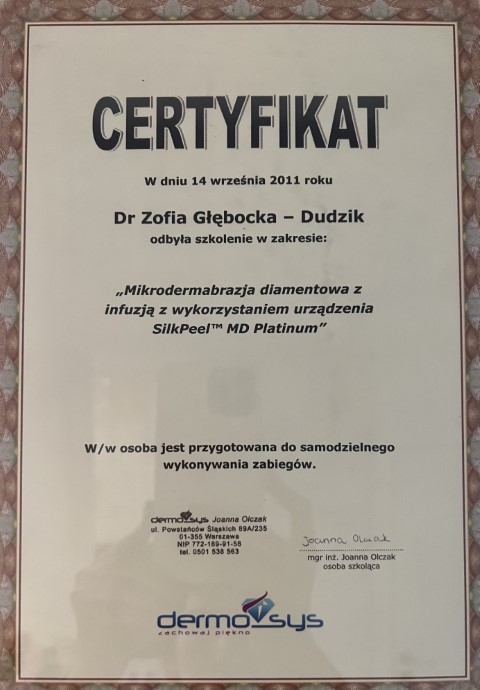 CERTYFIKAT
W dniu 14 września 2011 roku
Dr Zofia Głębocka – Dudzik
odbyła szkolenie w zakresie:
„Mikrodermabrazja diamentowa z
infuzją z wykorzystaniem urządzenia
SilkPeel™ MD Platinum”
W/w osoba jest przygotowana do samodzielnego
wykonywania zabiegów.
dermosys Joanna Olczak
ul. Powstańców Śląskich 89A/235
01-355 Warszawa
NIP 772-189-91-58
tel. 0501 538 563
Joanna Olczak
mgr inż. Joanna Olczak
osoba szkoląca
dermosys
zachowaj piękno